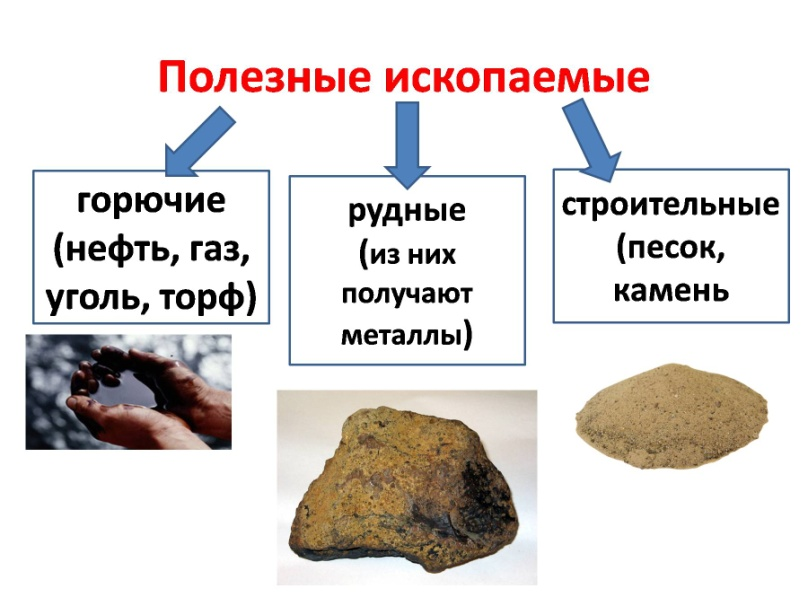 Полезные ископаемые
горючие
(нефть, газ,
уголь, торф)
рудные
(из них
получают
металлы)
строительные
(песок,
камень